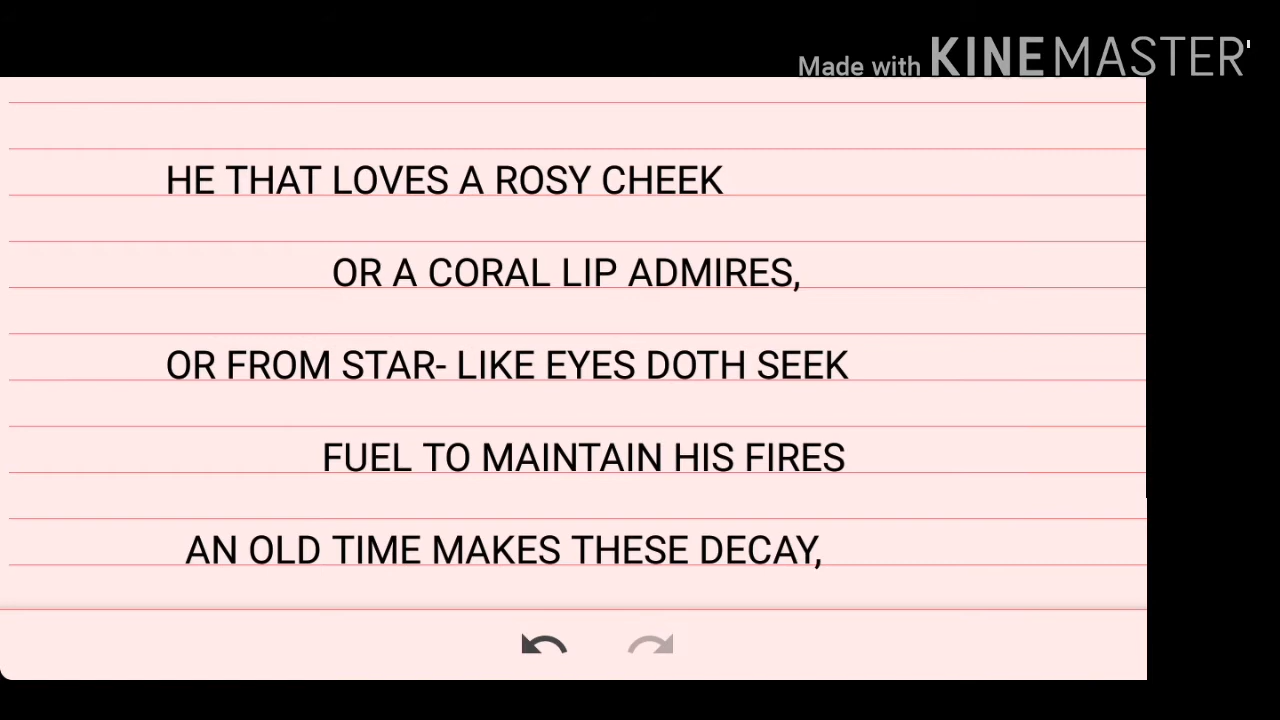 Made with KINEMASTER
HE THAT LOVES A ROSY CHEEK
OR A CORAL LIP ADMIRES,
OR FROM STAR- LIKE EYES DOTH SEEK
FUEL TO MAINTAIN HIS FIRES
AN OLD TIME MAKES THESE DECAY,